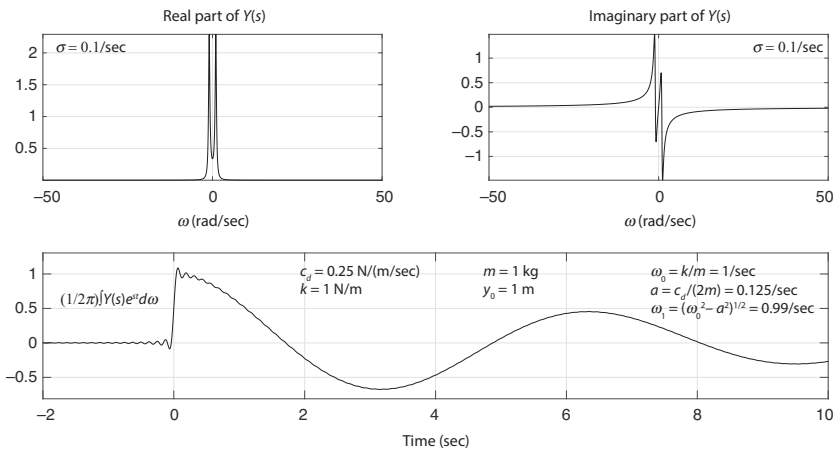 Real part of Y(s)
σ = 0.1/sec
2
1.5
1
0.5
−50
0
50
ω (rad/sec)
Imaginary part of Y(s)
σ = 0.1/sec
1
0.5
0
−0.5
−1
−50
0
50
ω (rad/sec)
(1/2π)∫Y(s)e^{st}dω
c_d = 0.25 N/(m/sec)
k = 1 N/m
m = 1 kg
y_0 = 1 m
ω_0 = k/m = 1/sec
a = c_d/(2m) = 0.125/sec
ω_1 = (ω_0^2 − a^2)^{1/2} = 0.99/sec
1
0.5
0
−0.5
−2
0
2
4
6
8
10
Time (sec)